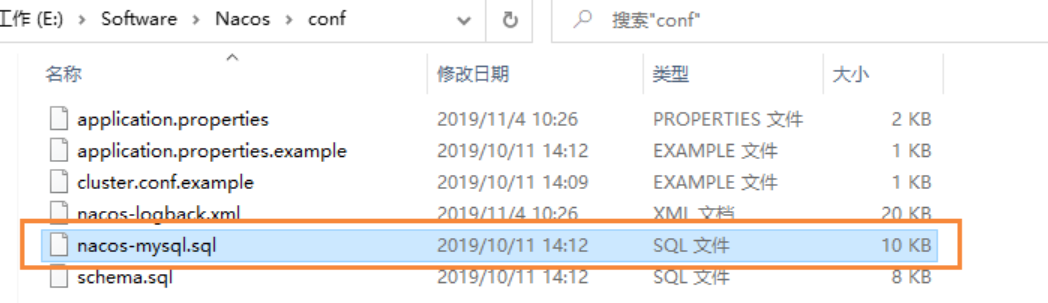 工作 (E:) > Software > Nacos > conf 搜索"conf"
名称 修改日期 类型 大小
application.properties 2019/11/4 10:26 PROPERTIES 文件 2 KB
application.properties.example 2019/10/11 14:12 EXAMPLE 文件 1 KB
cluster.conf.example 2019/10/11 14:09 EXAMPLE 文件 1 KB
nacos-logback.xml 2019/11/4 10:26 XML 文档 20 KB
nacos-mysql.sql 2019/10/11 14:12 SQL 文件 10 KB
schema.sql 2019/10/11 14:12 SQL 文件 8 KB